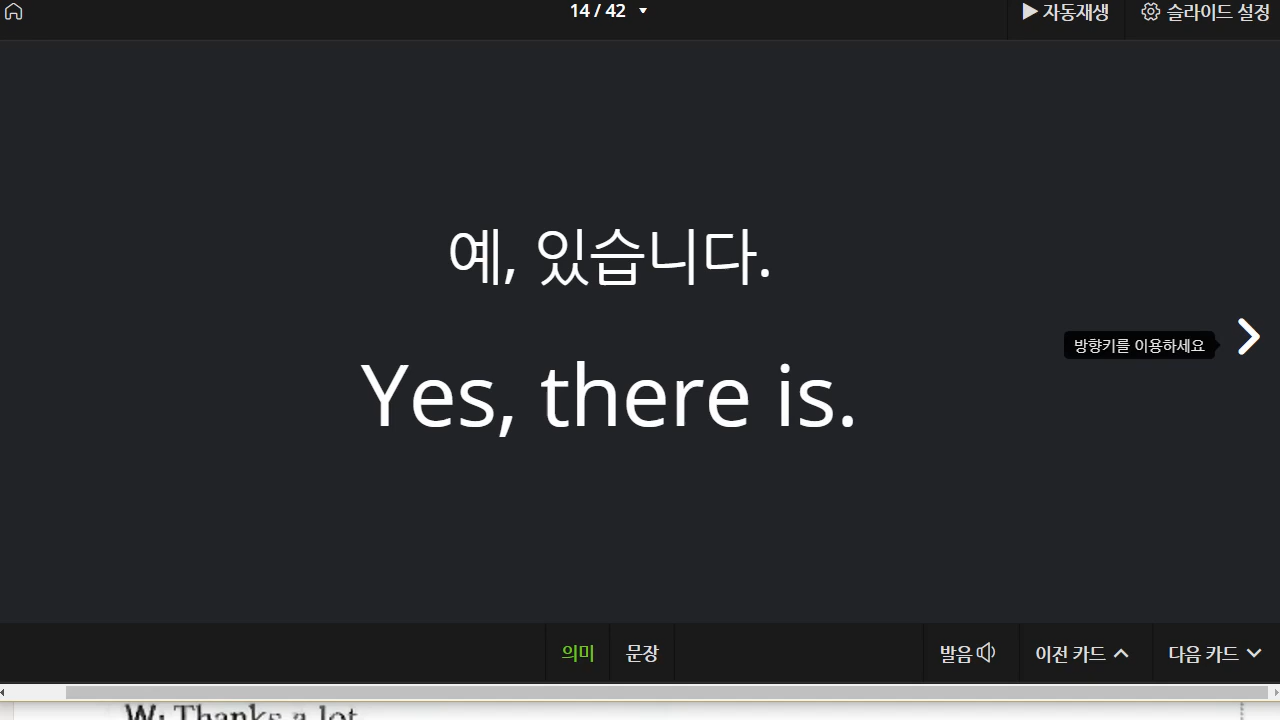 14 / 42
자동재생
슬라이드 설정
예, 있습니다.
Yes, there is.
방향키를 이용하세요
의미
문장
발음
이전 카드
다음 카드
W: Thanks a lot